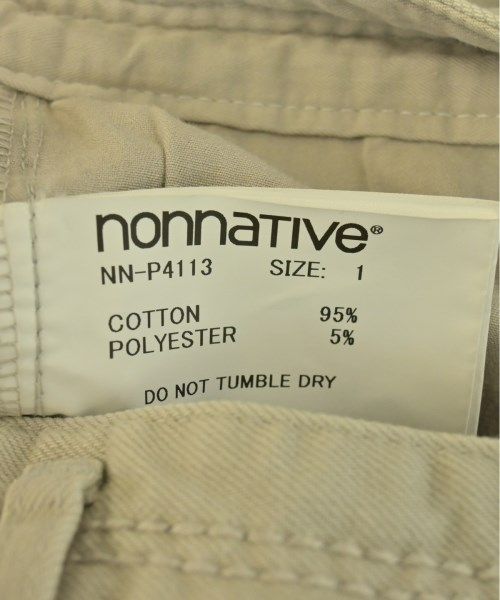 nonnative®
NN-P4113 SIZE: 1
COTTON 95%
POLYESTER 5%
DO NOT TUMBLE DRY